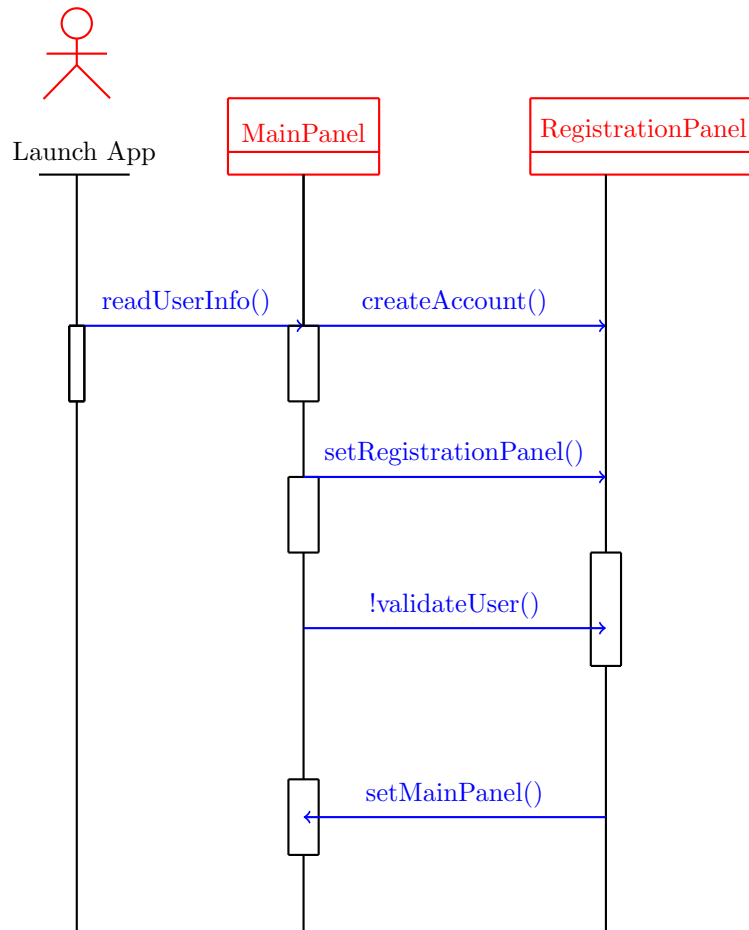 RegistrationPanel
MainPanel
Launch App
readUserInfo()
createAccount()
setRegistrationPanel()
!validateUser()
setMainPanel()